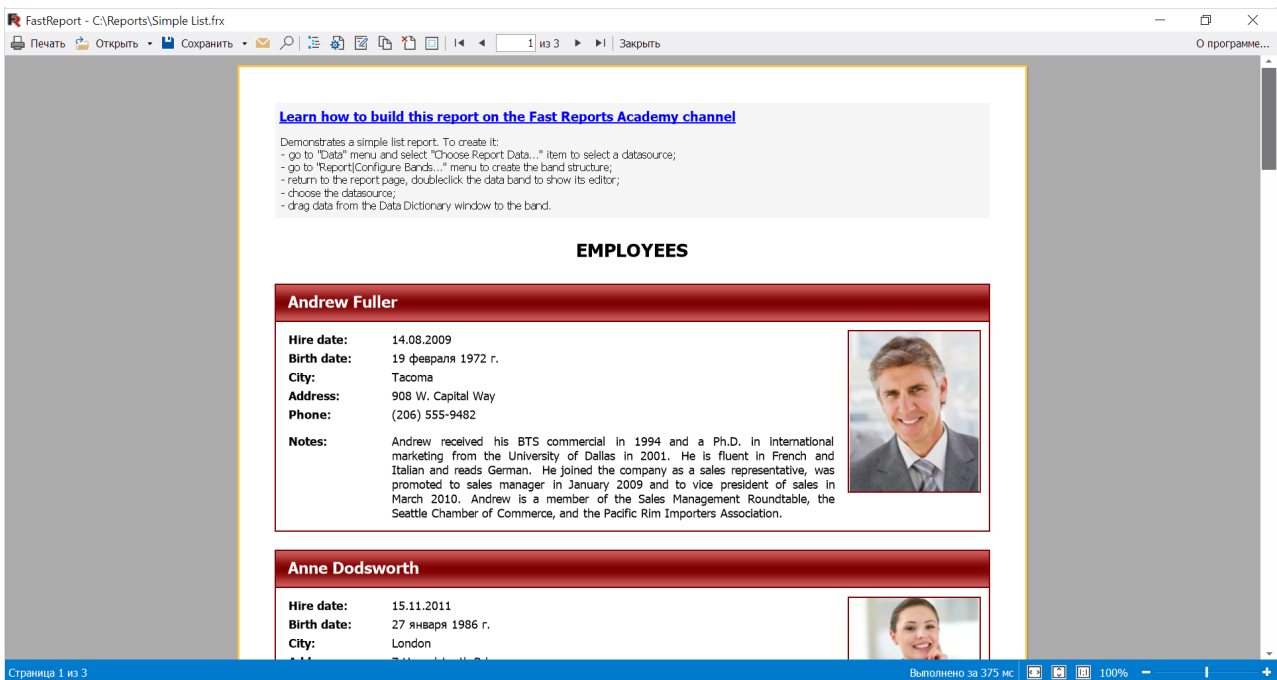 FastReport - C:\Reports\Simple List.frx
Печать Открыть Сохранить 1 из 3 Закрыть О программе...
Learn how to build this report on the Fast Reports Academy channel
Demonstrates a simple list report. To create it:
- go to "Data" menu and select "Choose Report Data..." item to select a datasource;
- go to "Report|Configure Bands..." menu to create the band structure;
- return to the report page, doubleclick the data band to show its editor;
- choose the datasource;
- drag data from the Data Dictionary window to the band.
EMPLOYEES
Andrew Fuller
Hire date: 14.08.2009
Birth date: 19 февраля 1972 г.
City: Tacoma
Address: 908 W. Capital Way
Phone: (206) 555-9482
Notes: Andrew received his BTS commercial in 1994 and a Ph.D. in international
marketing from the University of Dallas in 2001. He is fluent in French and
Italian and reads German. He joined the company as a sales representative, was
promoted to sales manager in January 2009 and to vice president of sales in
March 2010. Andrew is a member of the Sales Management Roundtable, the
Seattle Chamber of Commerce, and the Pacific Rim Importers Association.
Anne Dodsworth
Hire date: 15.11.2011
Birth date: 27 января 1986 г.
City: London
Страница 1 из 3 Выполнено за 375 мс 1:1 100%